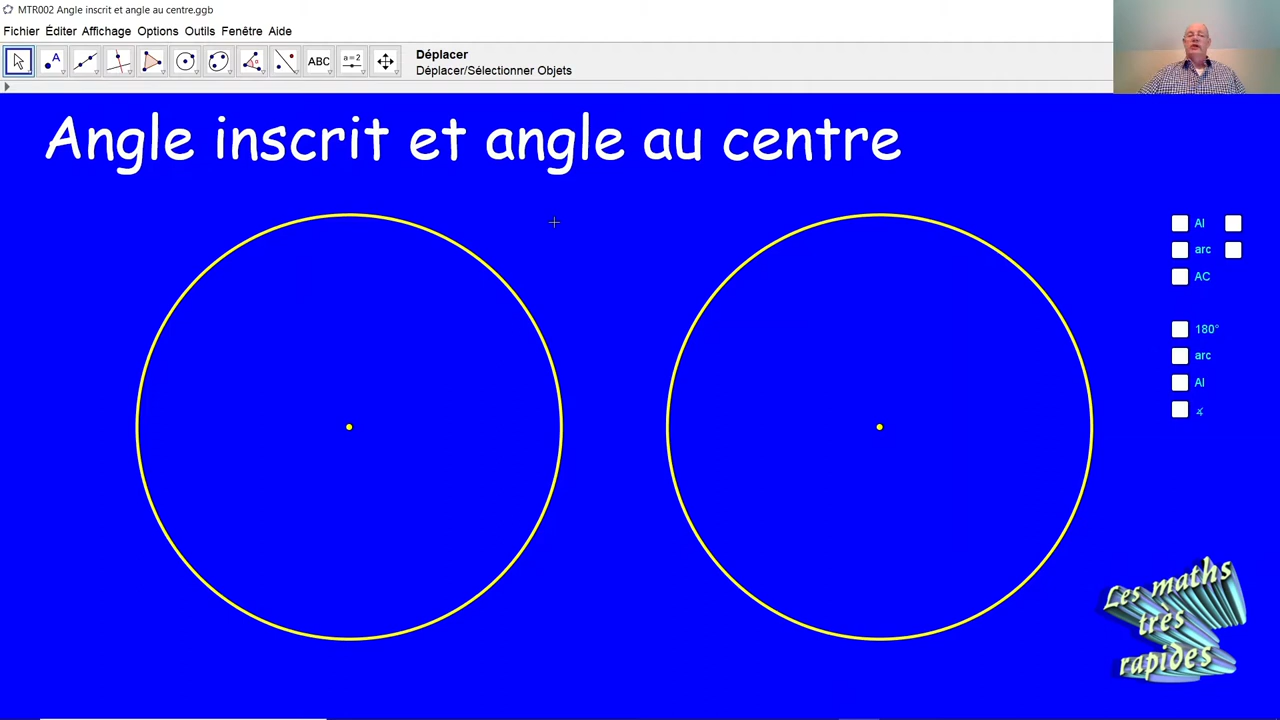 MTR002 Angle inscrit et angle au centre.ggb
Fichier Éditer Affichage Options Outils Fenêtre Aide
A
ABC
a=2
Déplacer
Déplacer/Sélectionner Objets
Angle inscrit et angle au centre
AI
arc
AC
180°
arc
AI
∡
Les maths
très
rapides